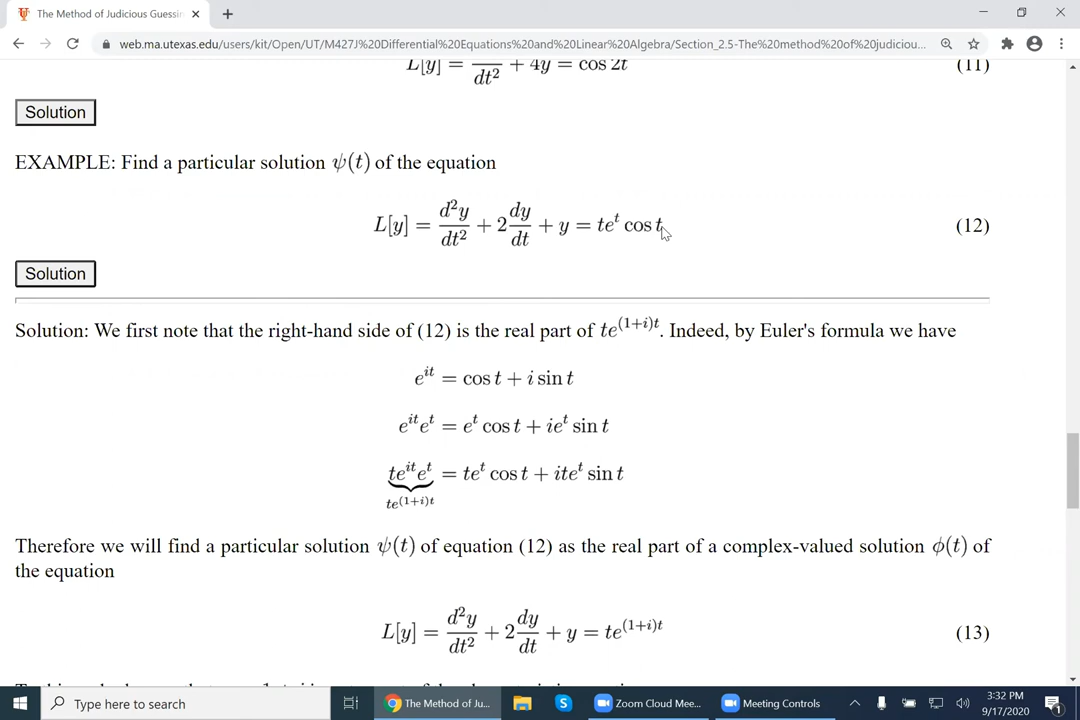 The Method of Judicious Guessin
web.ma.utexas.edu/users/kit/Open/UT/M427J%20Differential%20Equations%20and%20Linear%20Algebra/Section_2.5-The%20method%20of%20judiciou...
L[y] = ――/dt² + 4y = cos 2t (11)
Solution
EXAMPLE: Find a particular solution ψ(t) of the equation
L[y] = d²y/dt² + 2 dy/dt + y = te^t cos t (12)
Solution
Solution: We first note that the right-hand side of (12) is the real part of te^(1+i)t. Indeed, by Euler's formula we have
e^it = cos t + i sin t
e^it e^t = e^t cos t + ie^t sin t
te^it e^t = te^t cos t + ite^t sin t
te^(1+i)t
Therefore we will find a particular solution ψ(t) of equation (12) as the real part of a complex-valued solution ϕ(t) of
the equation
L[y] = d²y/dt² + 2 dy/dt + y = te^(1+i)t (13)
Type here to search
The Method of Ju...
Zoom Cloud Mee...
Meeting Controls
3:32 PM
9/17/2020
1